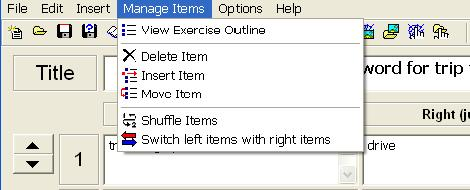 File Edit Insert Manage Items Options Help
View Exercise Outline
Delete Item
Insert Item
Move Item
Shuffle Items
Switch left items with right items
Title
word for trip
Right (ju
1
drive